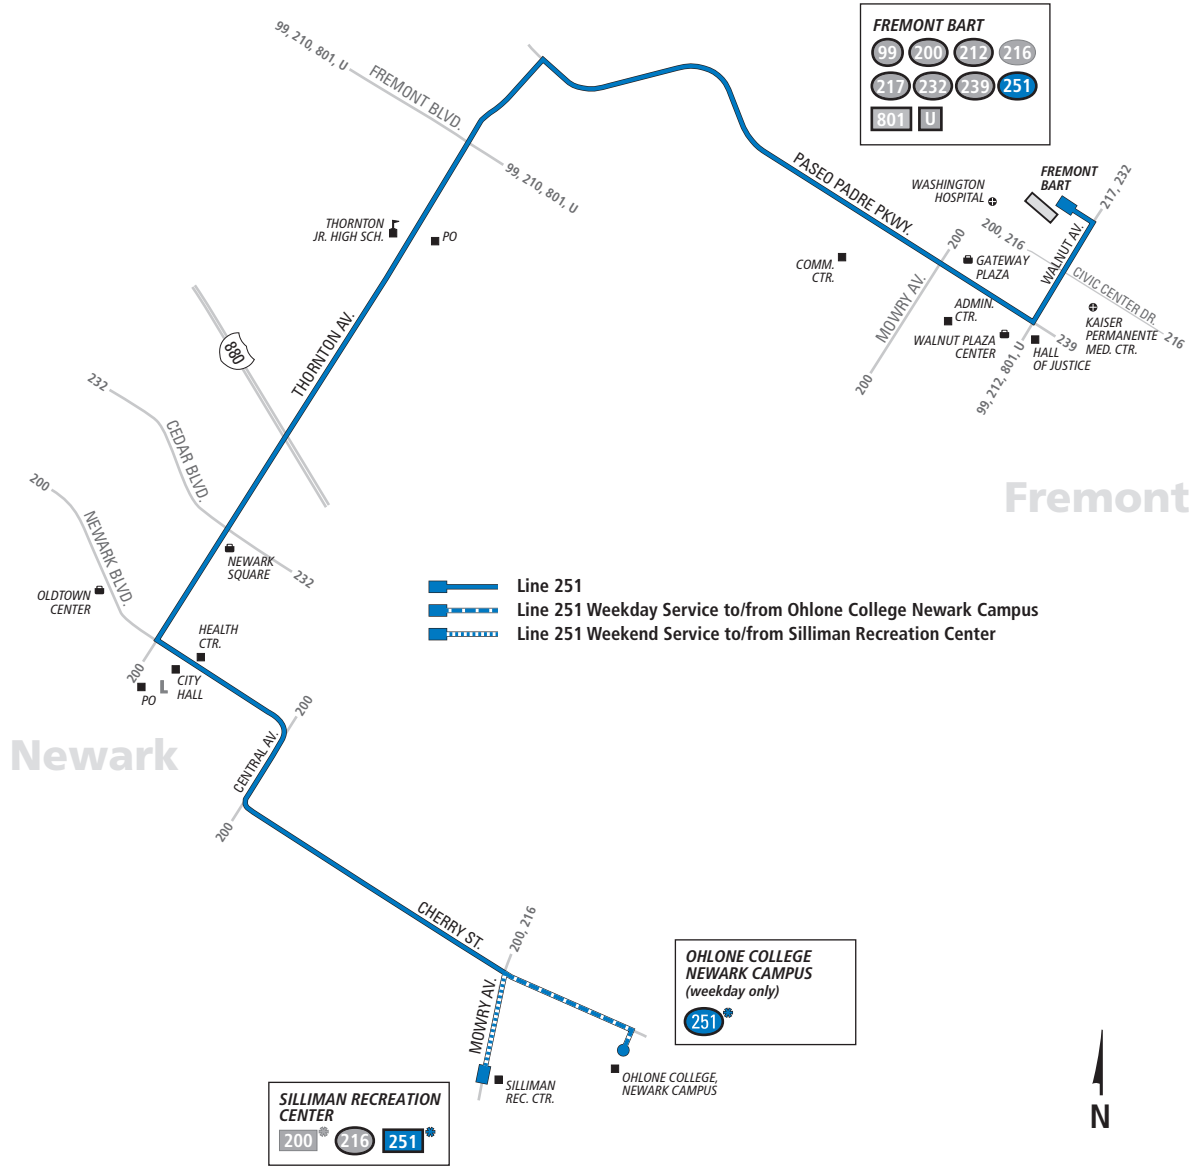 FREMONT BART
99 200 212 216
217 232 239 251
801 U
99, 210, 801, U
FREMONT BLVD.
99, 210, 801, U
THORNTON
JR. HIGH SCH.
PO
PASEO PADRE PKWY.
WASHINGTON
HOSPITAL
FREMONT
BART
217, 232
200, 216
WALNUT AV.
200
GATEWAY
PLAZA
COMM.
CTR.
CIVIC CENTER DR.
MOWRY AV.
ADMIN.
CTR.
KAISER
PERMANENTE
MED. CTR.
216
WALNUT PLAZA
CENTER
239
HALL
OF JUSTICE
200
99, 212, 801, U
880
THORNTON AV.
232
CEDAR BLVD.
200
NEWARK BLVD.
Fremont
NEWARK
SQUARE
232
OLDTOWN
CENTER
Line 251
Line 251 Weekday Service to/from Ohlone College Newark Campus
Line 251 Weekend Service to/from Silliman Recreation Center
HEALTH
CTR.
200
CITY
HALL
PO
L
200
Newark
CENTRAL AV.
200
CHERRY ST.
200, 216
MOWRY AV.
OHLONE COLLEGE
NEWARK CAMPUS
(weekday only)
251
SILLIMAN
REC. CTR.
OHLONE COLLEGE,
NEWARK CAMPUS
SILLIMAN RECREATION
CENTER
200 216 251
N